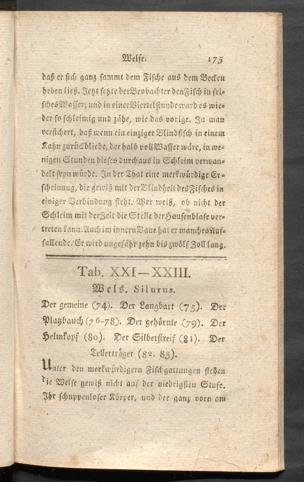 Welse. 175
daß er sich ganz sammt dem Fische aus dem Becken
heben ließ. Jetzt setzte der Beobachter den Fisch in fri-
sches Wasser; und in einer Viertelstunde ward es wie-
der so schleimig und zähe, wie das vorige. Ja man
versichert, daß wenn ein einziger Blindfisch in einem
Kahn zurückbliebe, der halb voll Wasser wäre, in we-
nigen Stunden dieses durchaus in Schleim verwan-
delt seyn würde. In der That eine merkwürdige Er-
scheinung, die gewiß mit der Blindheit des Fisches in
einiger Verbindung steht. Wer weiß, ob nicht der
Schleim mit der Zeit die Stelle der Hausenblase ver-
treten kann. Auch im innern Baue hat er manches Auf-
fallende. Er wird ungefähr zehn bis zwölf Zoll lang.
Tab. XXI—XXIII.
Wels. Silurus.
Der gemeine (74). Der Langbart (75). Der
Platzbauch (76-78). Der gehörnte (79). Der
Helmkopf (80). Der Silberstreif (81). Der
Tellerträger (82. 83).
Unter den merkwürdigen Fischgattungen stehen
die Welse gewiß nicht auf der niedrigsten Stufe.
Ihr schuppenloser Körper, und der ganz vorn am